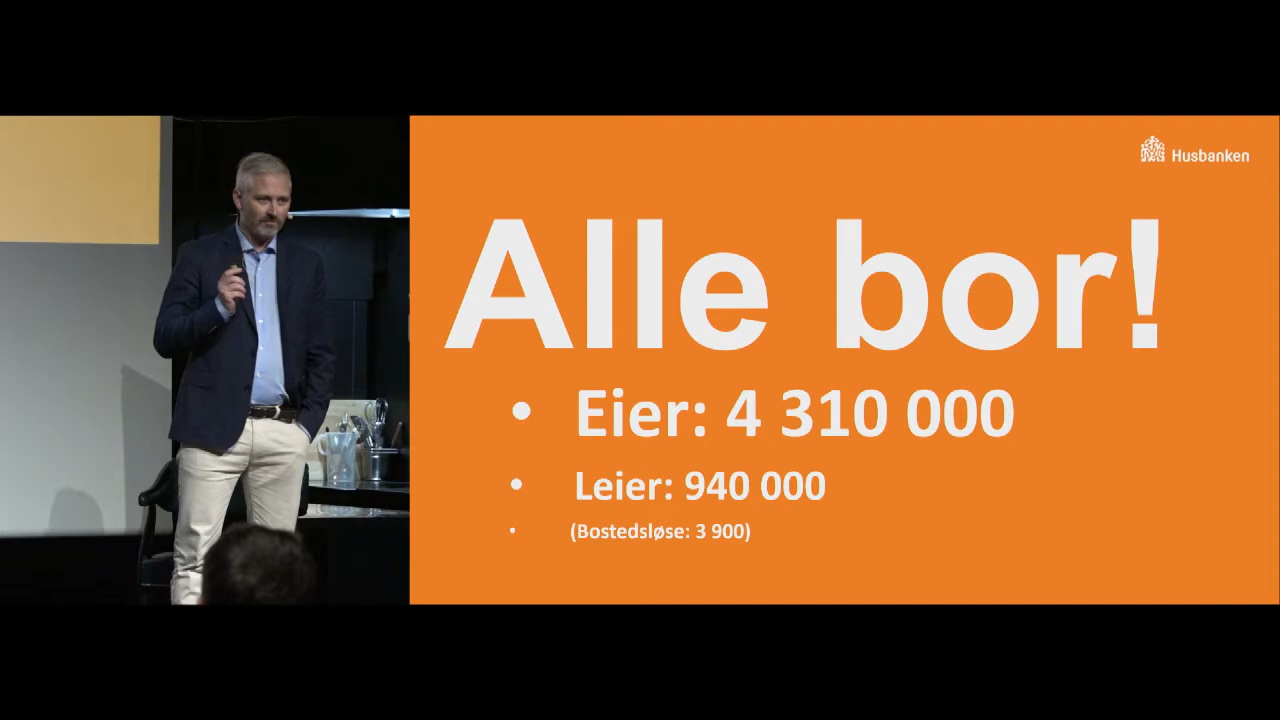 Husbanken
Alle bor!
• Eier: 4 310 000
• Leier: 940 000
• (Bostedsløse: 3 900)